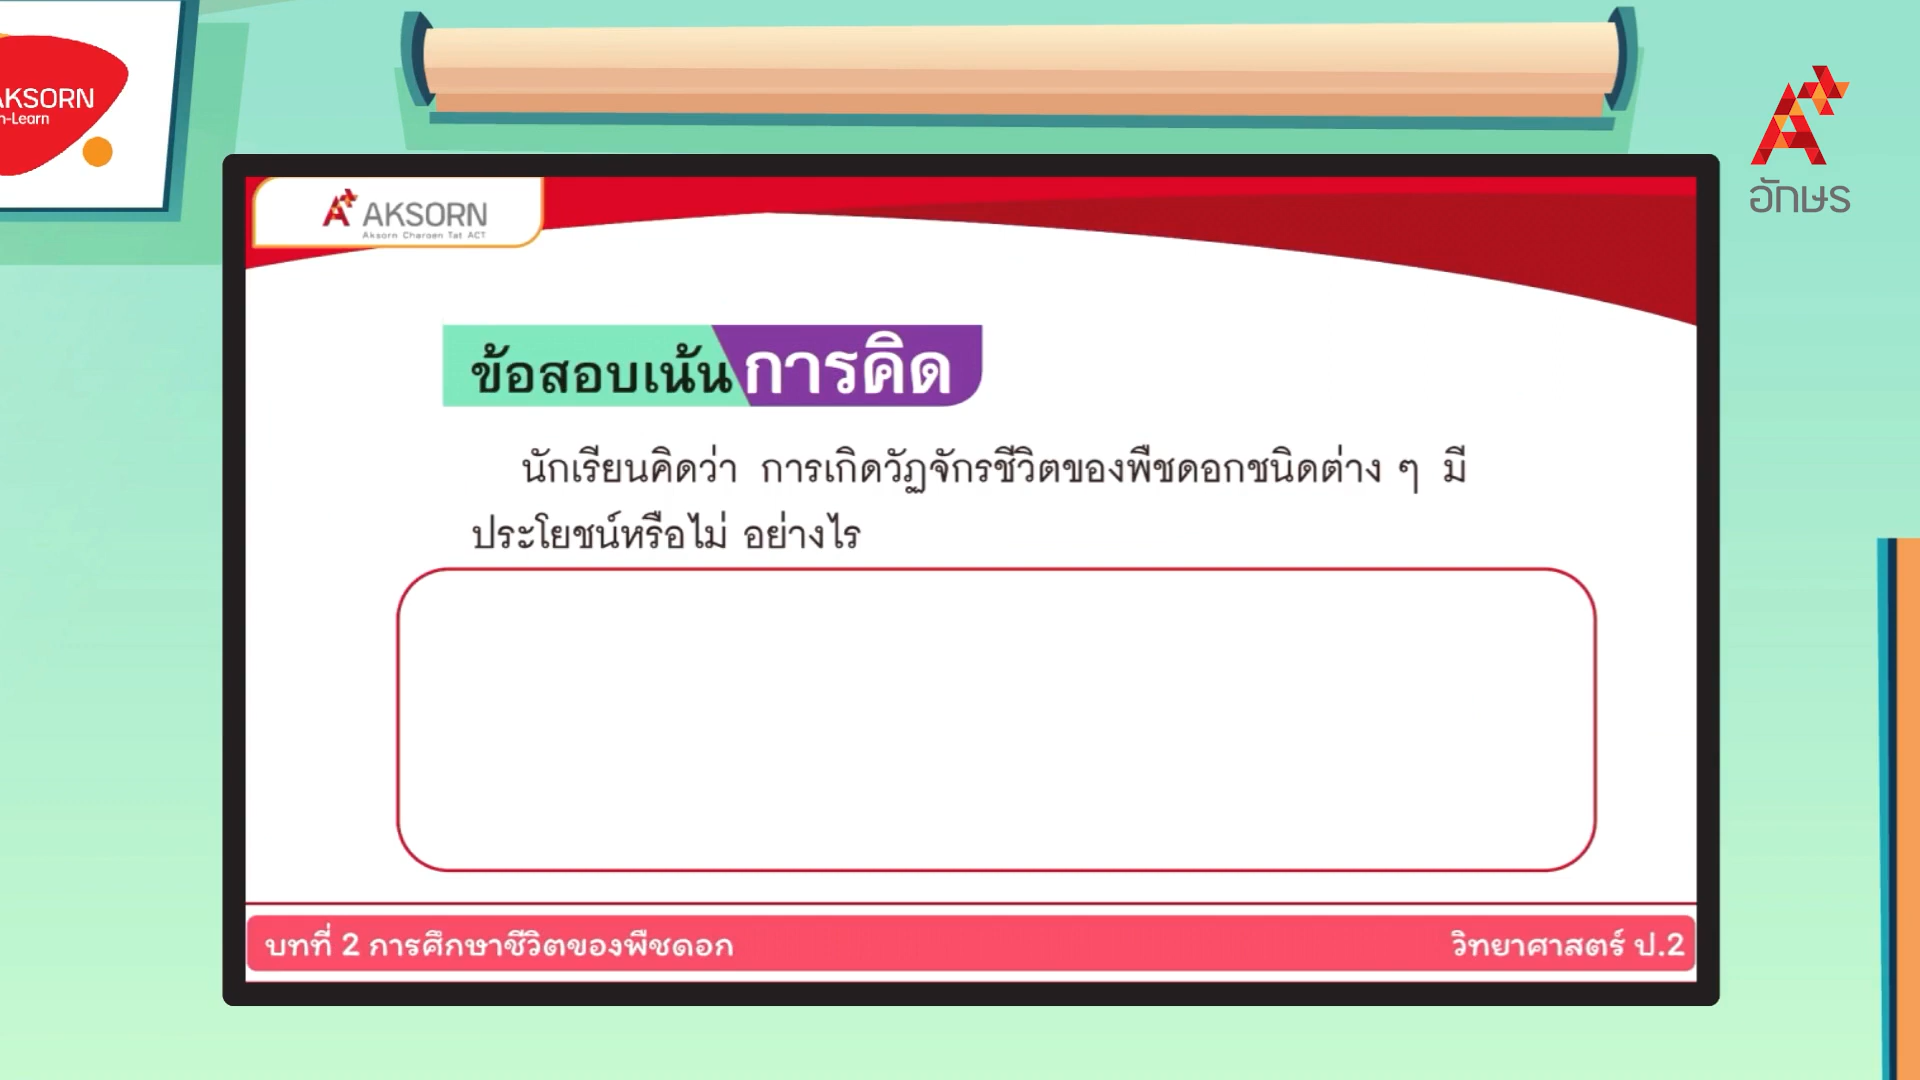 AKSORN
n-Learn
อักษร
AKSORN
Aksorn Charoen Tat ACT
ข้อสอบเน้นการคิด
นักเรียนคิดว่า การเกิดวัฏจักรชีวิตของพืชดอกชนิดต่าง ๆ มี
ประโยชน์หรือไม่ อย่างไร
บทที่ 2 การศึกษาชีวิตของพืชดอก
วิทยาศาสตร์ ป.2